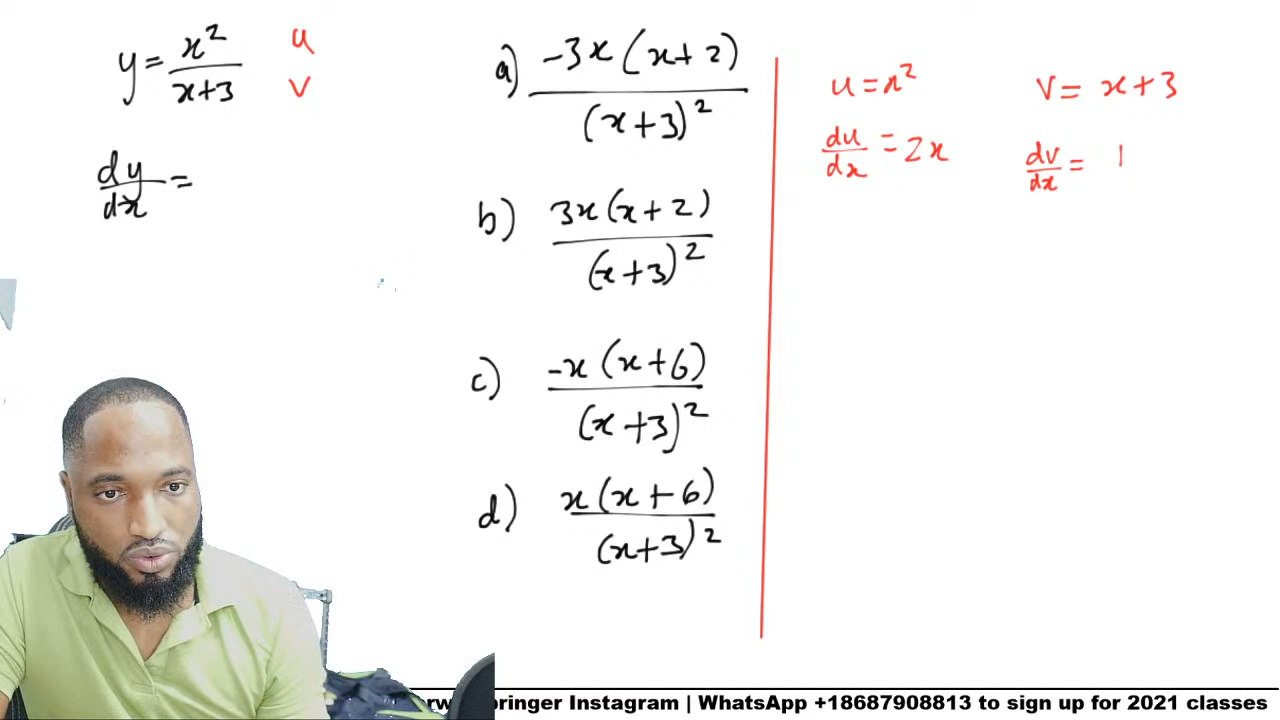 y = x²/(x+3)
u
v
dy/dx =
a) -3x(x+2)/(x+3)²
b) 3x(x+2)/(x+3)²
c) -x(x+6)/(x+3)²
d) x(x+6)/(x+3)²
u = x²
v = x+3
du/dx = 2x
dv/dx = 1
pringer Instagram | WhatsApp +18687908813 to sign up for 2021 classes